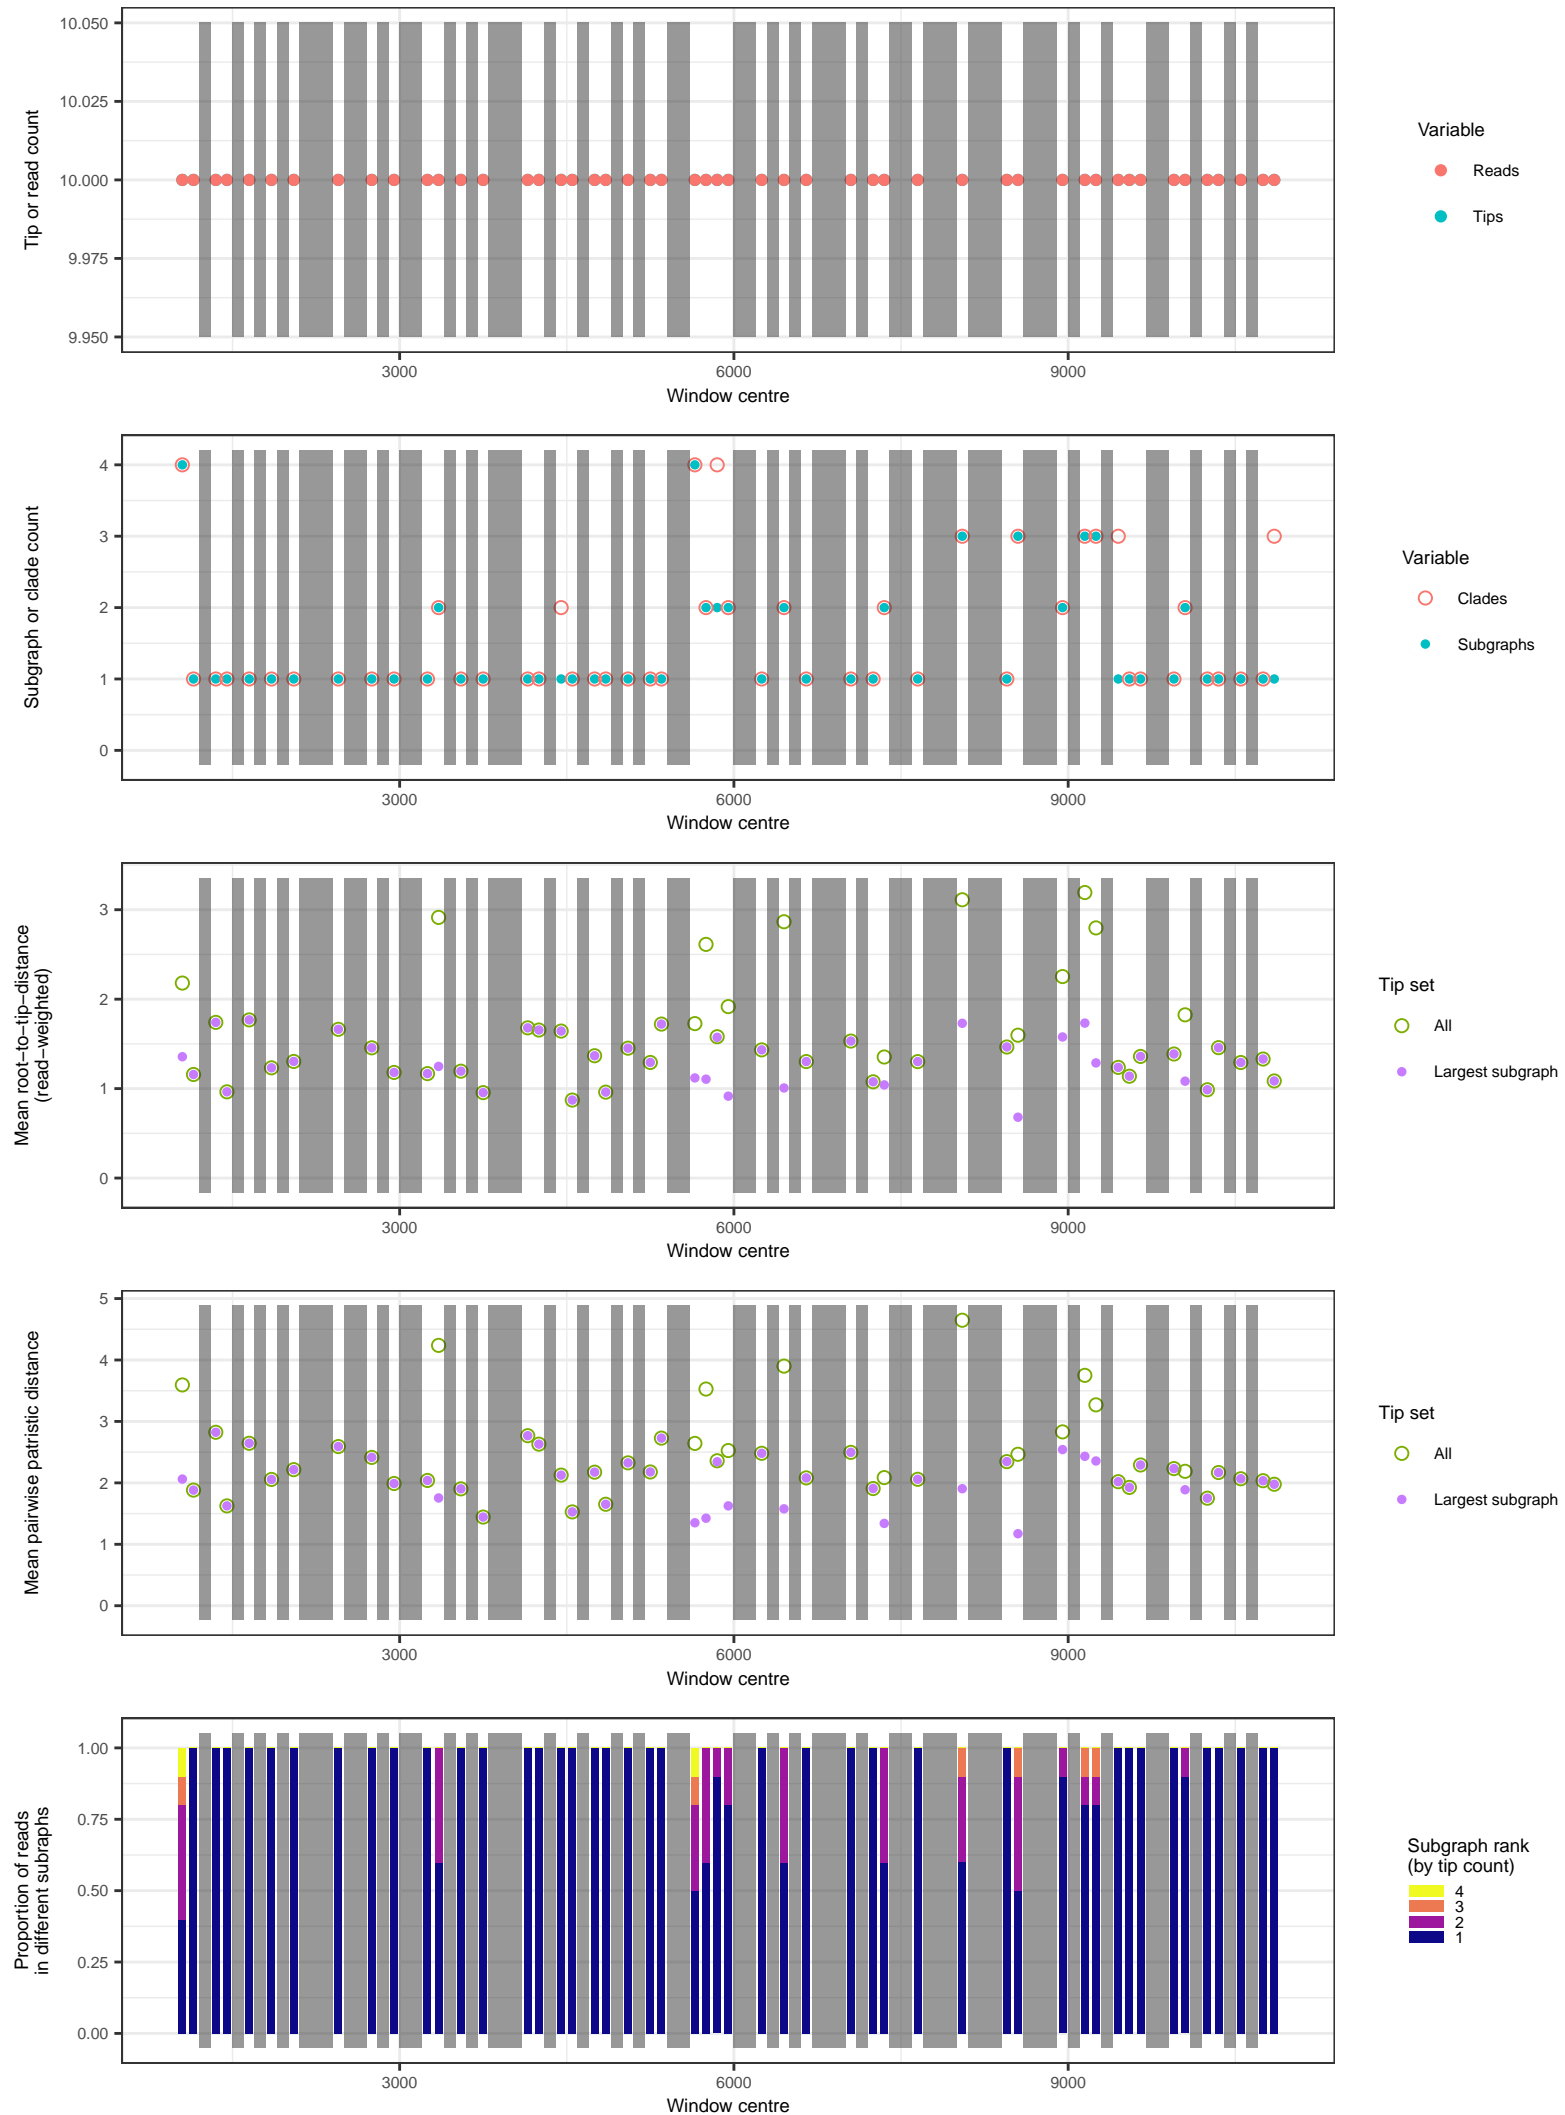 10.050
10.025
10.000
9.975
9.950
Tip or read count
3000
6000
9000
Window centre
Variable
Reads
Tips
4
3
2
1
0
Subgraph or clade count
3000
6000
9000
Window centre
Variable
Clades
Subgraphs
3
2
1
0
Mean root−to−tip−distance
(read−weighted)
3000
6000
9000
Window centre
Tip set
All
Largest subgraph
5
4
3
2
1
0
Mean pairwise patristic distance
3000
6000
9000
Window centre
Tip set
All
Largest subgraph
1.00
0.75
0.50
0.25
0.00
Proportion of reads
in different subraphs
3000
6000
9000
Window centre
Subgraph rank
(by tip count)
4
3
2
1